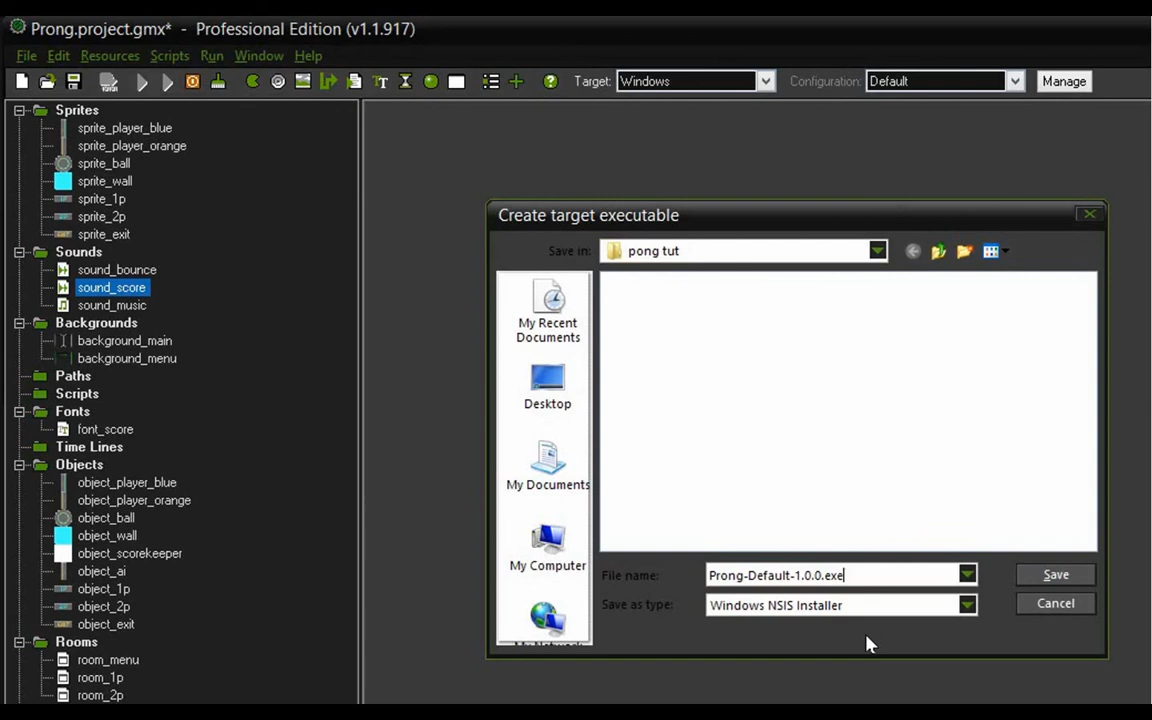 Prong.project.gmx* - Professional Edition (v1.1.917)
File Edit Resources Scripts Run Window Help
Target: Windows Configuration: Default Manage
Sprites
sprite_player_blue
sprite_player_orange
sprite_ball
sprite_wall
sprite_1p
sprite_2p
sprite_exit
Sounds
sound_bounce
sound_score
sound_music
Backgrounds
background_main
background_menu
Paths
Scripts
Fonts
font_score
Time Lines
Objects
object_player_blue
object_player_orange
object_ball
object_wall
object_scorekeeper
object_ai
object_1p
object_2p
object_exit
Rooms
room_menu
room_1p
room_2p
Create target executable
Save in: pong tut
My Recent
Documents
Desktop
My Documents
My Computer
File name: Prong-Default-1.0.0.exe Save
Save as type: Windows NSIS Installer Cancel